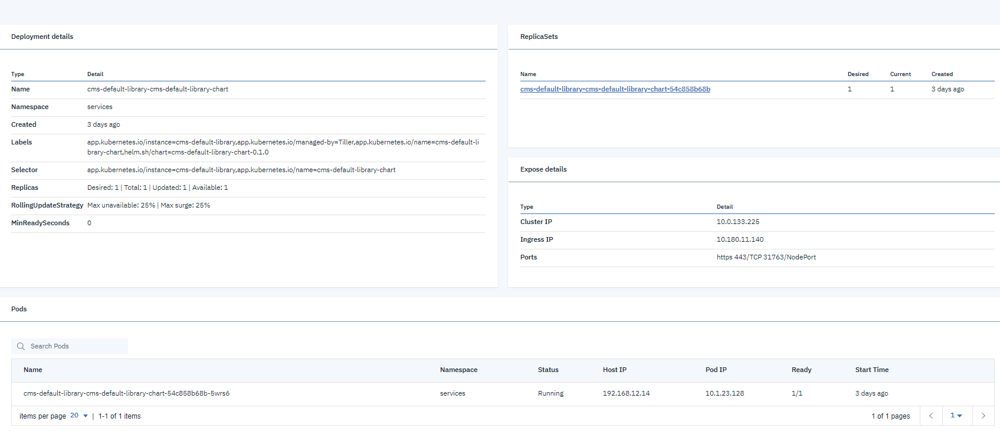 Deployment details
Type Detail
Name cms-default-library-cms-default-library-chart
Namespace services
Created 3 days ago
Labels app.kubernetes.io/instance=cms-default-library,app.kubernetes.io/managed-by=Tiller,app.kubernetes.io/name=cms-default-li
brary-chart,helm.sh/chart=cms-default-library-chart-0.1.0
Selector app.kubernetes.io/instance=cms-default-library,app.kubernetes.io/name=cms-default-library-chart
Replicas Desired: 1 | Total: 1 | Updated: 1 | Available: 1
RollingUpdateStrategy Max unavailable: 25% | Max surge: 25%
MinReadySeconds 0
ReplicaSets
Name Desired Current Created
cms-default-library-cms-default-library-chart-54c858b68b 1 1 3 days ago
Expose details
Type Detail
Cluster IP 10.0.133.225
Ingress IP 10.180.11.140
Ports https 443/TCP 31763/NodePort
Pods
Search Pods
Name Namespace Status Host IP Pod IP Ready Start Time
cms-default-library-cms-default-library-chart-54c858b68b-5wrs6 services Running 192.168.12.14 10.1.23.128 1/1 3 days ago
items per page 20 | 1-1 of 1 items 1 of 1 pages 1